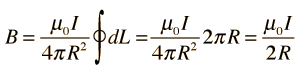 B = \frac{\mu_0 I}{4\pi R^2} \oint dL = \frac{\mu_0 I}{4\pi R^2} 2\pi R = \frac{\mu_0 I}{2R}